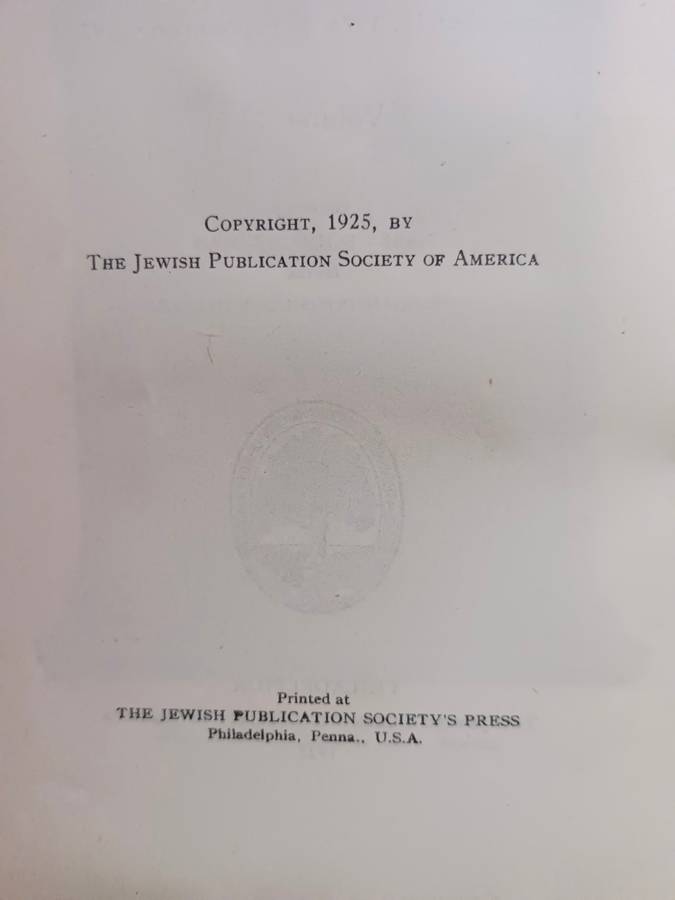 COPYRIGHT, 1925, BY
THE JEWISH PUBLICATION SOCIETY OF AMERICA
Printed at
THE JEWISH PUBLICATION SOCIETY'S PRESS
Philadelphia, Penna., U.S.A.